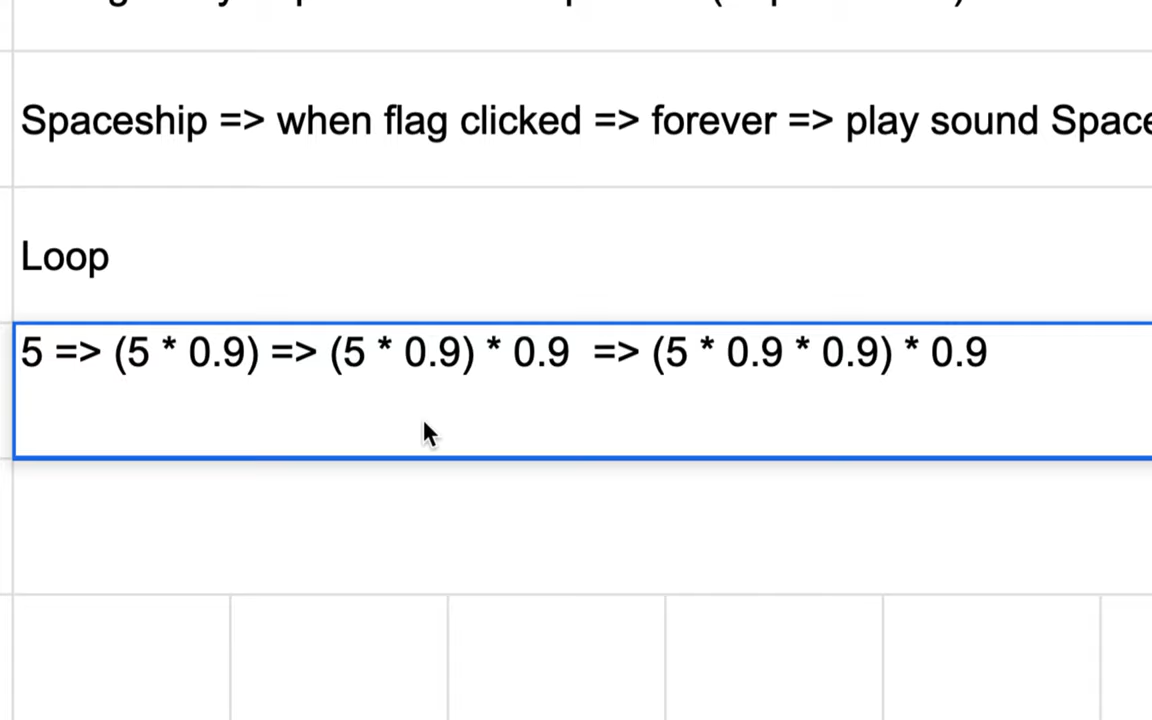 Spaceship => when flag clicked => forever => play sound
Loop
5 => (5 * 0.9) => (5 * 0.9) * 0.9  => (5 * 0.9 * 0.9) * 0.9